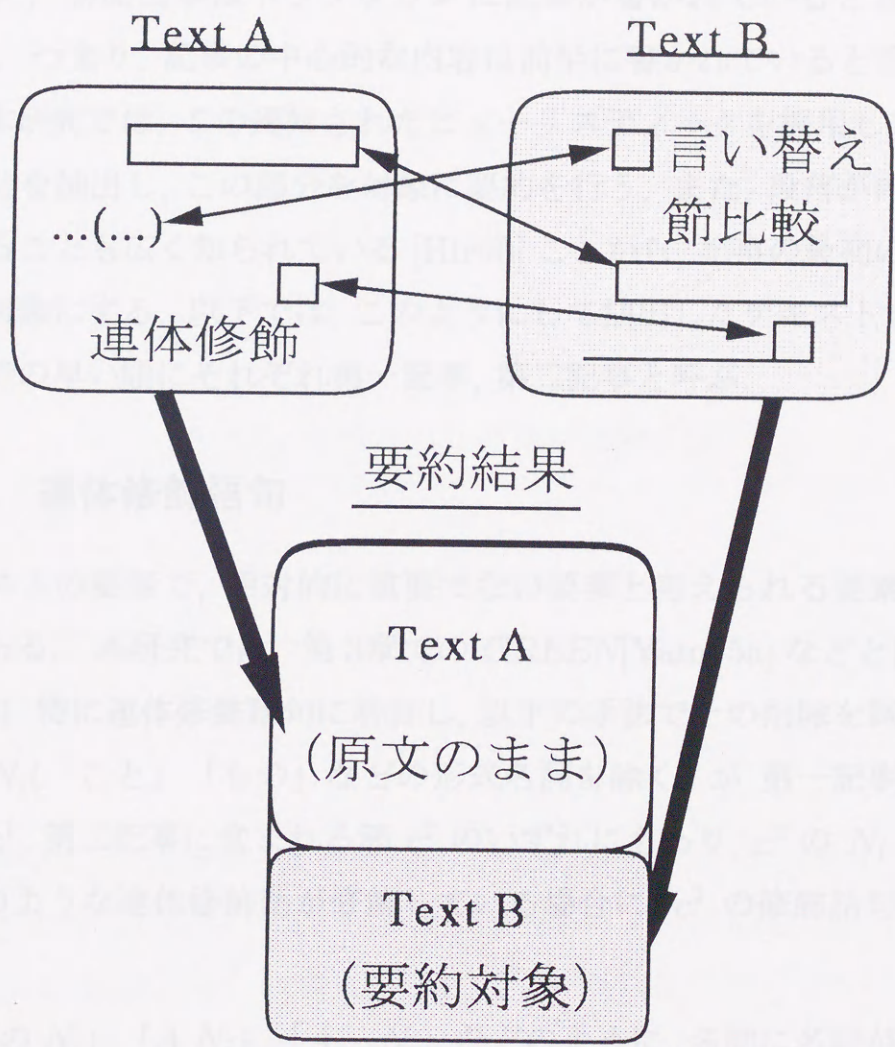 Text A
Text B
...(...)
連体修飾
言い替え
節比較
要約結果
Text A
(原文のまま)
Text B
(要約対象)